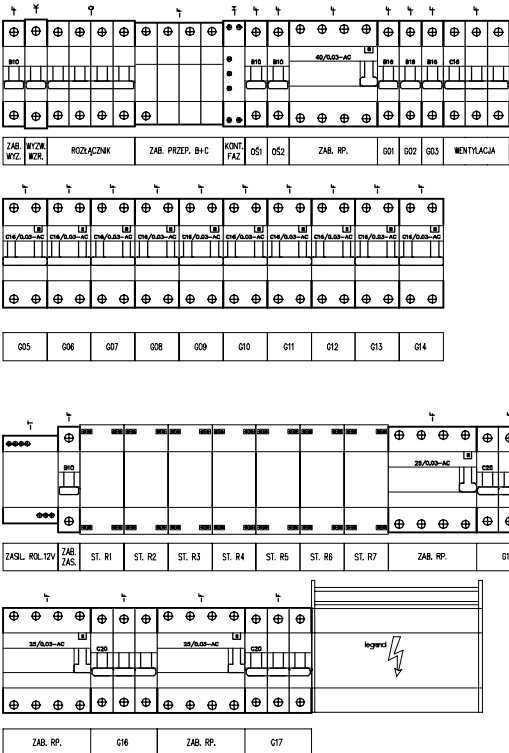 F K Q F H F F F F F F F
B10 B10 B10 40/0.03-AC B16 B16 B16 C16
ZAB. WYZ. WYZW. WZR. ROZŁĄCZNIK ZAB. PRZEP. B+C KONT. FAZ OŚ1 OŚ2 ZAB. RP. G01 G02 G03 WENTYLACJA
F F F F F F F F F F
C16/0.03-AC C16/0.03-AC C16/0.03-AC C16/0.03-AC C16/0.03-AC C16/0.03-AC C16/0.03-AC C16/0.03-AC C16/0.03-AC C16/0.03-AC
G05 G06 G07 G08 G09 G10 G11 G12 G13 G14
T F F F
B10 25/0.03-AC C20
ZASIL. ROL.12V ZAB. ZAS. ST. R1 ST. R2 ST. R3 ST. R4 ST. R5 ST. R6 ST. R7 ZAB. RP.
F F F F
25/0.03-AC C20 25/0.03-AC C20
legrand
ZAB. RP. G16 ZAB. RP. G17